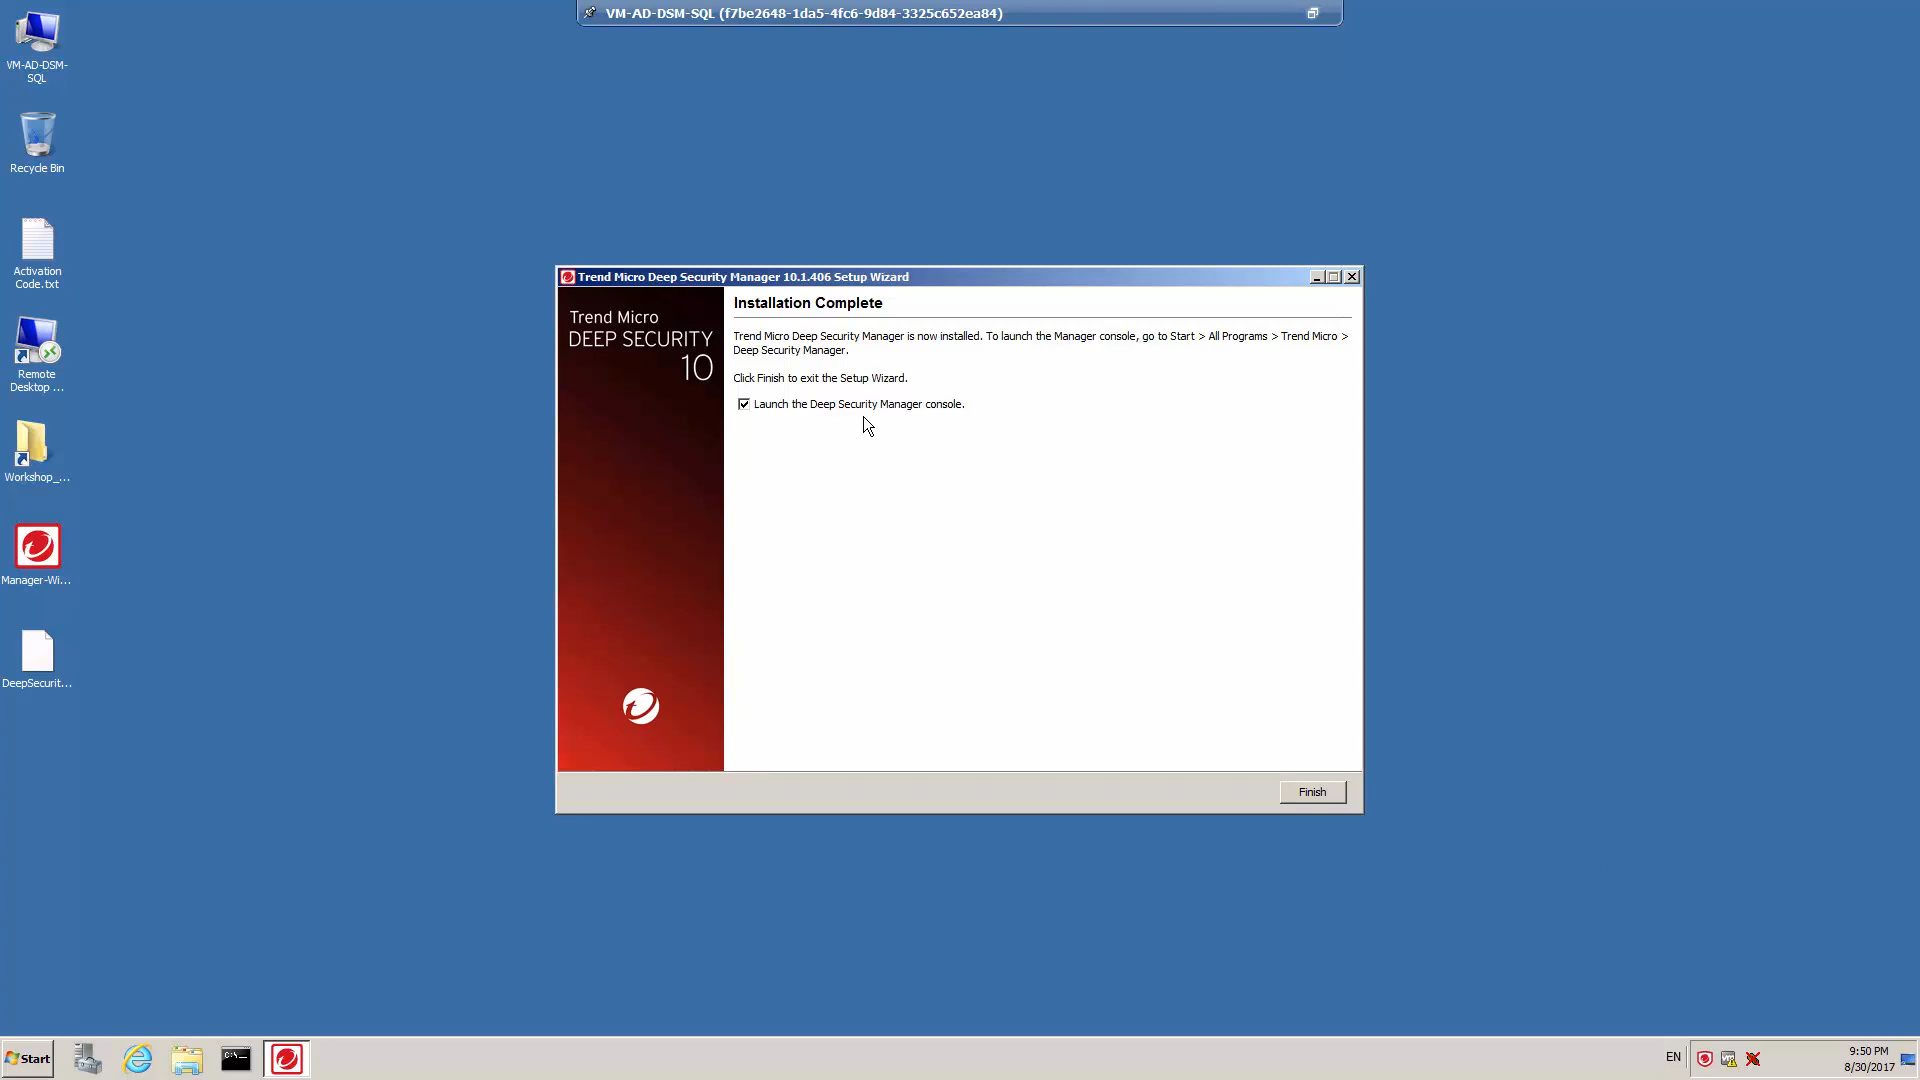 VM-AD-DSM-SQL (f7be2648-1da5-4fc6-9d84-3325c652ea84)
VM-AD-DSM-
SQL
Recycle Bin
Activation
Code.txt
Remote
Desktop ...
Workshop_...
Manager-Wi...
DeepSecurit...
Trend Micro Deep Security Manager 10.1.406 Setup Wizard
Trend Micro
DEEP SECURITY
10
Installation Complete
Trend Micro Deep Security Manager is now installed. To launch the Manager console, go to Start > All Programs > Trend Micro >
Deep Security Manager.
Click Finish to exit the Setup Wizard.
Launch the Deep Security Manager console.
Finish
Start
C:\_
EN
9:50 PM
8/30/2017